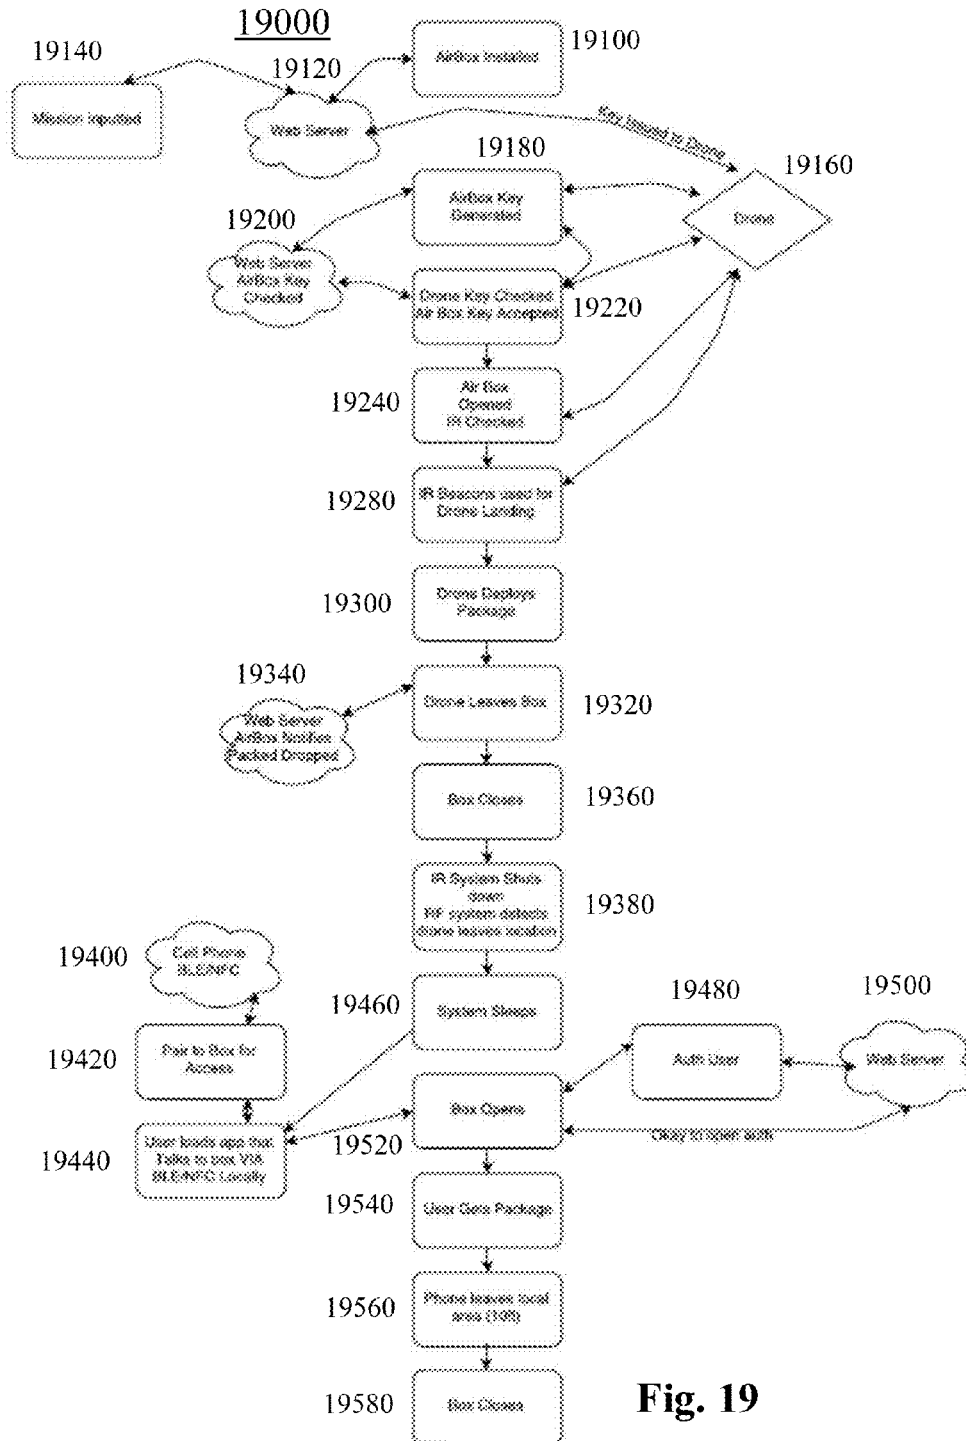 19000
19100
AirBox Installed
19140
19120
Mission Inputted
Web Server
Key Issued to Drone
19180
19160
AirBox Key
Generated
Drone
19200
Web Server
AirBox Key
Checked
Drone Key Checked
Air Box Key Accepted
19220
19240
Air Box
Opened
IR Checked
19280
IR Beacons used for
Drone Landing
19300
Drone Deploys
Package
19340
Drone Leaves Box
19320
Web Server
AirBox Notifies
Packed Dropped
Box Closes
19360
IR System Shuts
down
RF system detects
drone leaves location
19380
19400
Cell Phone
BLE/NFC
19460
System Sleeps
19480
19500
19420
Pair to Box for
Access
Auth User
Web Server
Box Opens
19520
Okay to open auth
19440
User loads app that
Talks to box VIA
BLE/NFC Locally
19540
User Gets Package
19560
Phone leaves local
area
19580
Box Closes
Fig. 19